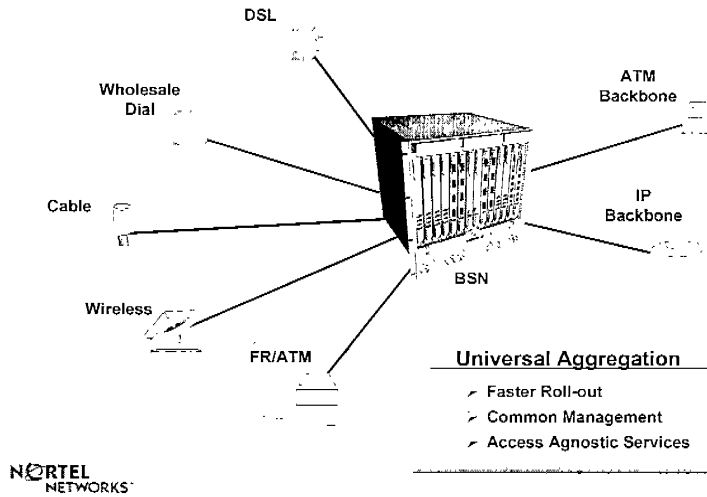 DSL
Wholesale
Dial
ATM
Backbone
Cable
IP
Backbone
BSN
Wireless
FR/ATM
Universal Aggregation
Faster Roll-out
Common Management
Access Agnostic Services
NORTEL
NETWORKS